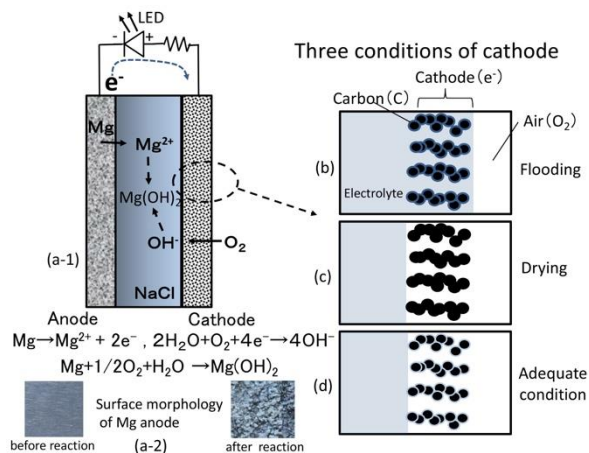 LED
- +
e⁻
Mg
Mg²⁺
Mg(OH)₂
OH⁻
O₂
(a-1)
NaCl
Anode Cathode
Mg→Mg²⁺ + 2e⁻ , 2H₂O+O₂+4e⁻→4OH⁻
Mg+1/2O₂+H₂O →Mg(OH)₂
Surface morphology
of Mg anode
before reaction
(a-2)
after reaction
Three conditions of cathode
Cathode(e⁻)
Carbon(C)
Air(O₂)
(b)
Electrolyte
Flooding
(c)
Drying
(d)
Adequate
condition